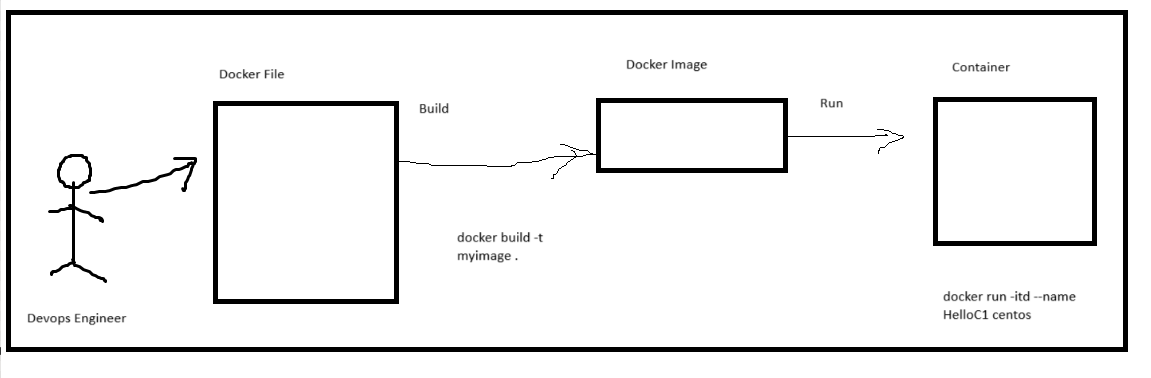 Docker File
Build
Docker Image
Run
Container
docker build -t
myimage .
Devops Engineer
docker run -itd --name
HelloC1 centos